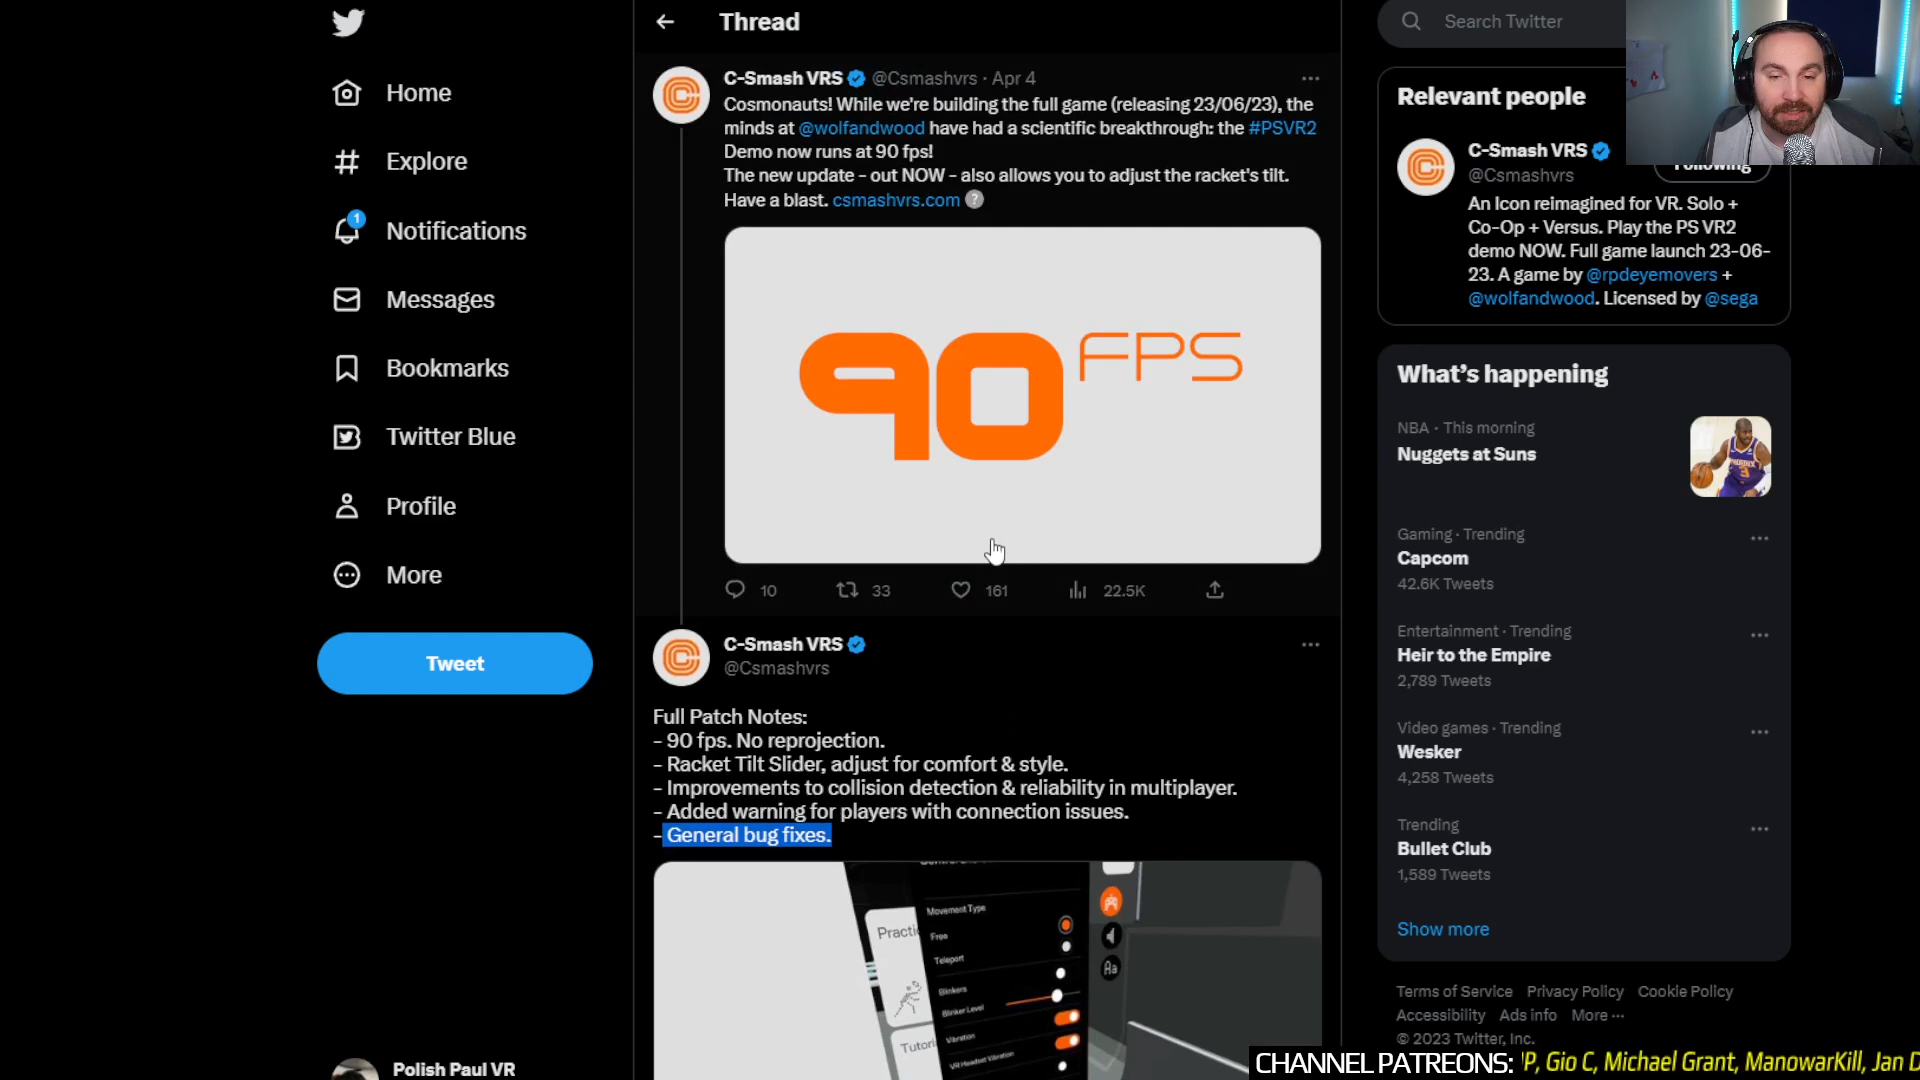 Home
Explore
1
Notifications
Messages
Bookmarks
Twitter Blue
Profile
More
Tweet
Polish Paul VR
Thread
C-Smash VRS @Csmashvrs · Apr 4
Cosmonauts! While we're building the full game (releasing 23/06/23), the
minds at @wolfandwood have had a scientific breakthrough: the #PSVR2
Demo now runs at 90 fps!
The new update - out NOW - also allows you to adjust the racket's tilt.
Have a blast. csmashvrs.com ?
90 FPS
10 33 161 22.5K
C-Smash VRS
@Csmashvrs
Full Patch Notes:
- 90 fps. No reprojection.
- Racket Tilt Slider, adjust for comfort & style.
- Improvements to collision detection & reliability in multiplayer.
- Added warning for players with connection issues.
- General bug fixes.
Movement Type
Free
Teleport
Blinkers
Blinker Level
Vibration
VR Headset Vibration
Aa
Search Twitter
Relevant people
C-Smash VRS
@Csmashvrs
Following
An Icon reimagined for VR. Solo +
Co-Op + Versus. Play the PS VR2
demo NOW. Full game launch 23-06-
23. A game by @rpdeyemovers +
@wolfandwood. Licensed by @sega
What's happening
NBA · This morning
Nuggets at Suns
Gaming · Trending
Capcom
42.6K Tweets
Entertainment · Trending
Heir to the Empire
2,789 Tweets
Video games · Trending
Wesker
4,258 Tweets
Trending
Bullet Club
1,589 Tweets
Show more
Terms of Service Privacy Policy Cookie Policy
Accessibility Ads info More ···
© 2023 Twitter, Inc.
CHANNEL PATREONS: P, Gio C, Michael Grant, ManowarKill, Jan D